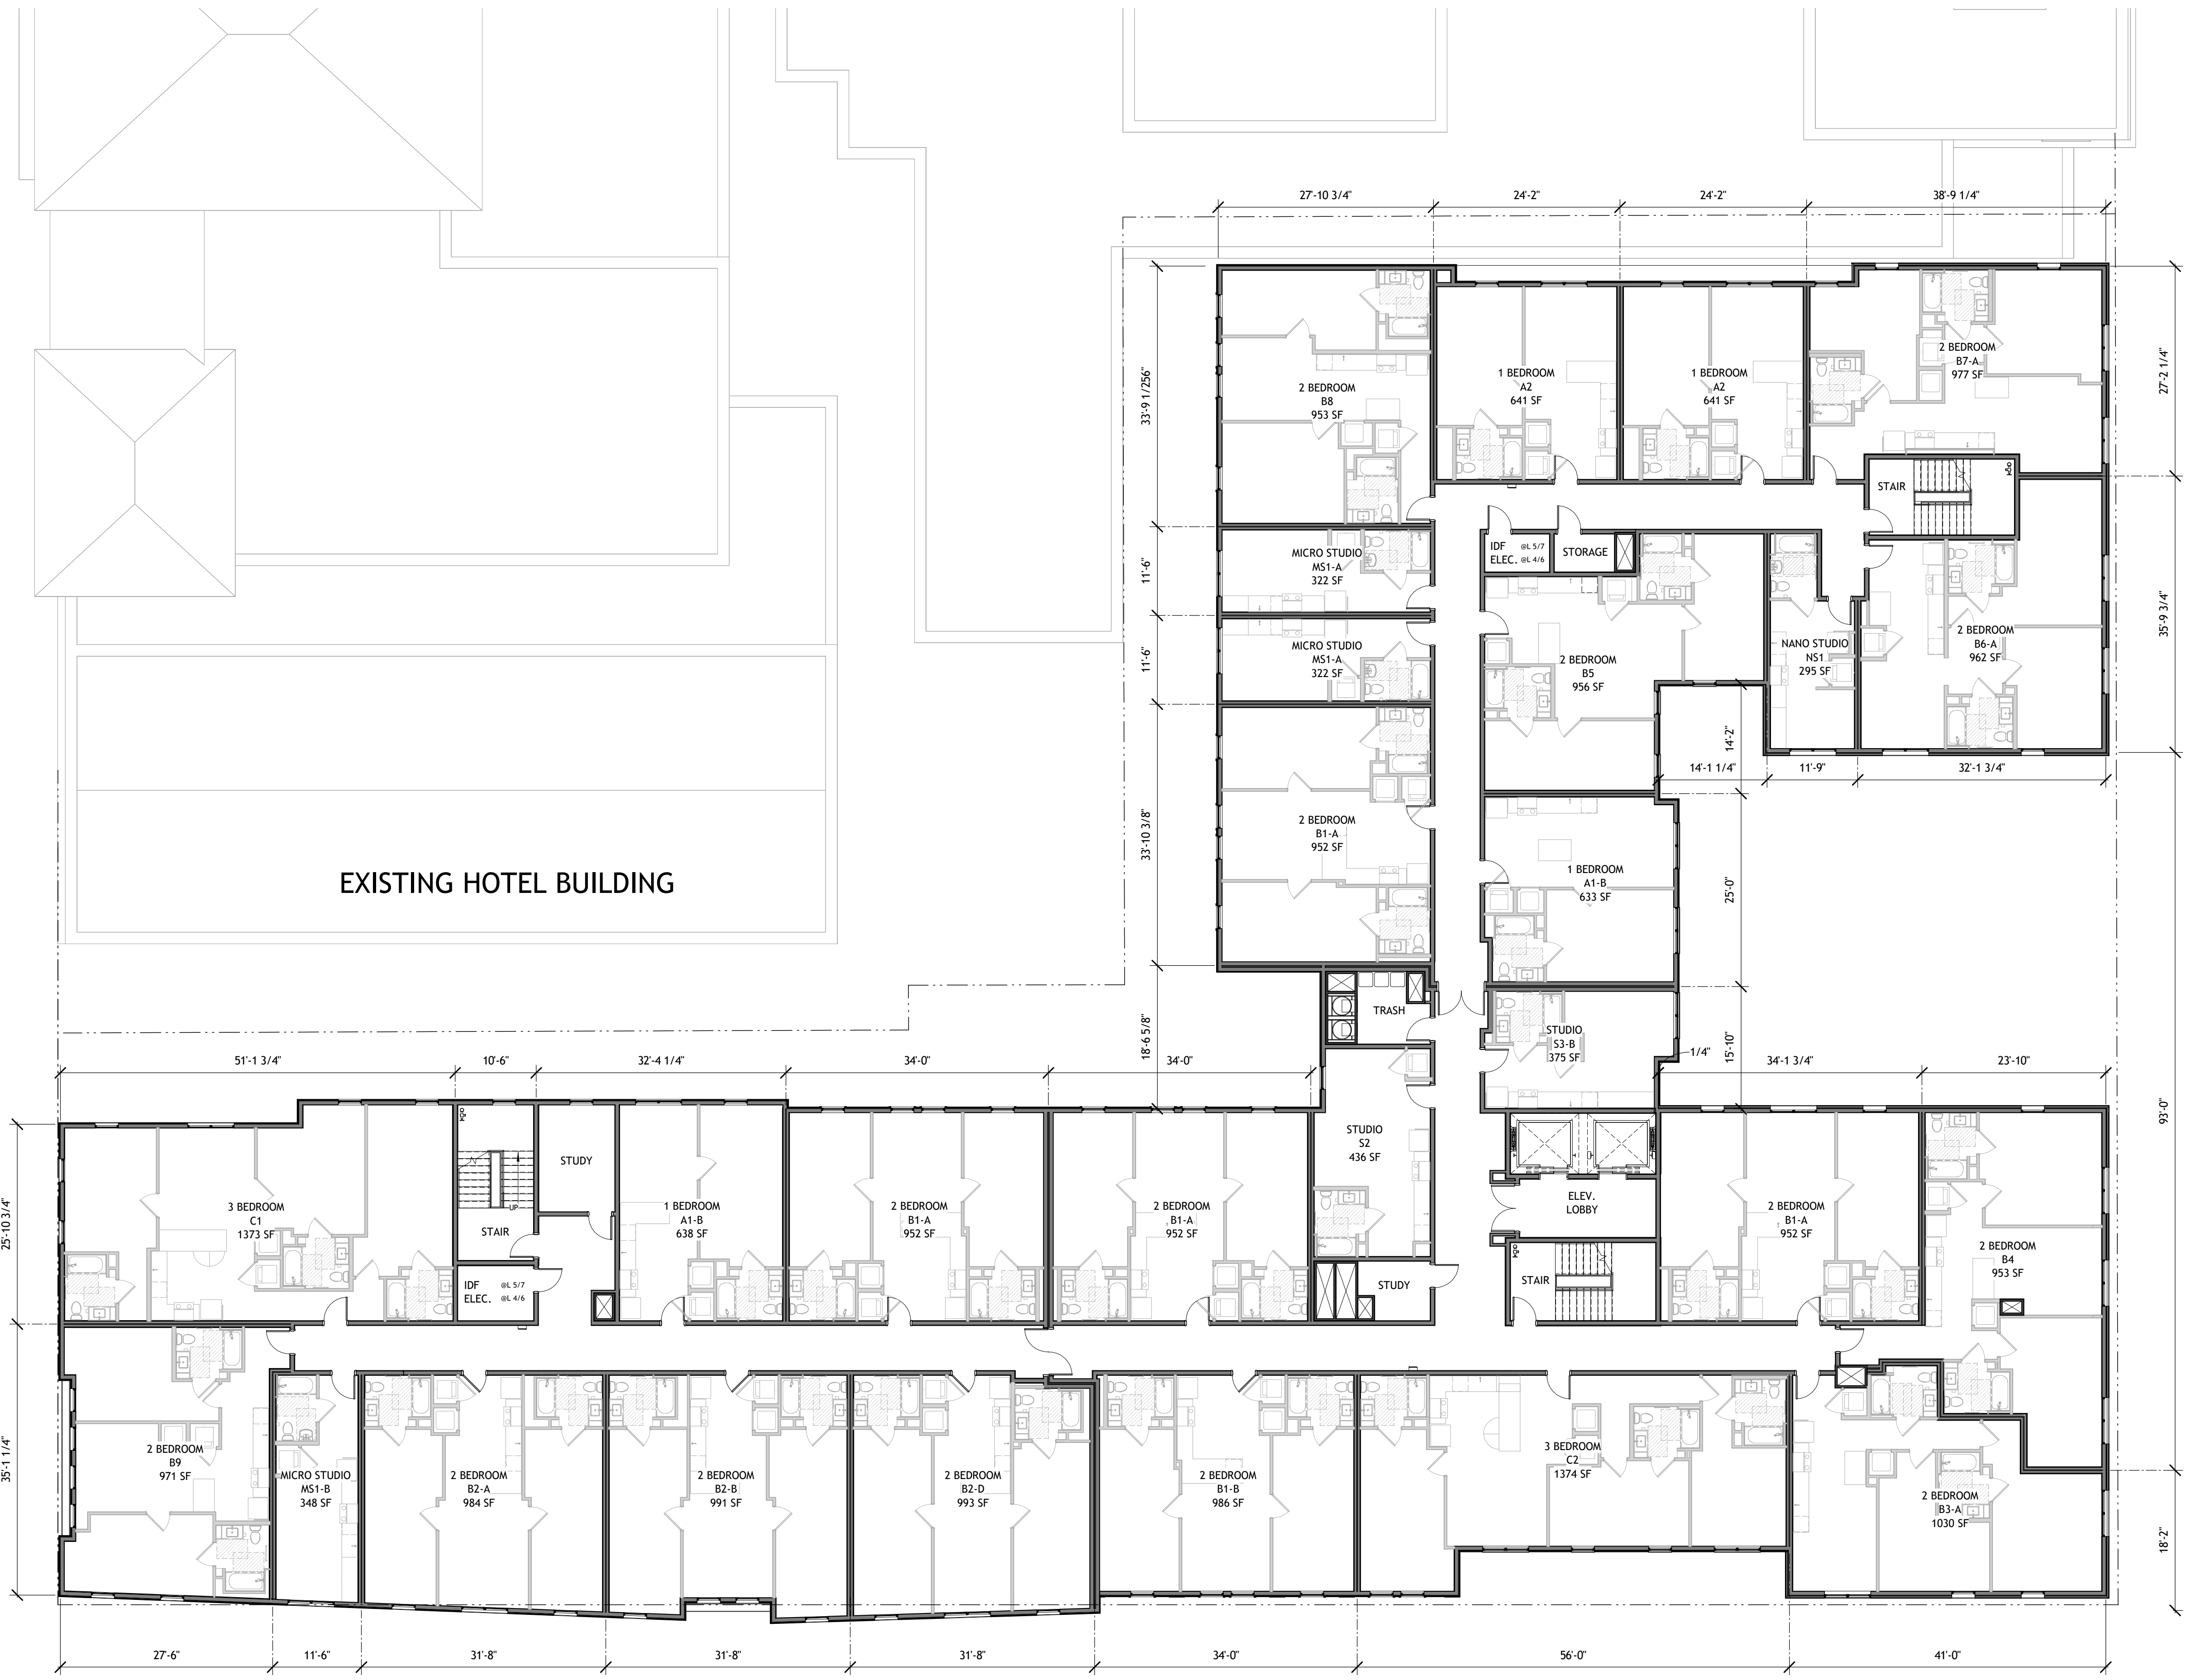 27'-10 3/4"
24'-2"
24'-2"
38'-9 1/4"
33'-9 1/256"
11'-6"
11'-6"
33'-10 3/8"
18'-6 5/8"
27'-2 1/4"
35'-9 3/4"
93'-0"
18'-2"
2 BEDROOM
B8
953 SF
1 BEDROOM
A2
641 SF
1 BEDROOM
A2
641 SF
2 BEDROOM
B7-A
977 SF
STAIR
MICRO STUDIO
MS1-A
322 SF
IDF @L 5/7
ELEC. @L 4/6
STORAGE
MICRO STUDIO
MS1-A
322 SF
2 BEDROOM
B5
956 SF
NANO STUDIO
NS1
295 SF
2 BEDROOM
B6-A
962 SF
14'-2"
14'-1 1/4"
11'-9"
32'-1 3/4"
2 BEDROOM
B1-A
952 SF
1 BEDROOM
A1-B
633 SF
25'-0"
EXISTING HOTEL BUILDING
TRASH
STUDIO
S3-B
375 SF
15'-10"
1/4"
51'-1 3/4"
10'-6"
32'-4 1/4"
34'-0"
34'-0"
34'-1 3/4"
23'-10"
25'-10 3/4"
35'-1 1/4"
3 BEDROOM
C1
1373 SF
UP
STAIR
STUDY
IDF @L 5/7
ELEC. @L 4/6
1 BEDROOM
A1-B
638 SF
2 BEDROOM
B1-A
952 SF
2 BEDROOM
B1-A
952 SF
STUDIO
S2
436 SF
STUDY
ELEV.
LOBBY
STAIR
2 BEDROOM
B1-A
952 SF
2 BEDROOM
B4
953 SF
2 BEDROOM
B9
971 SF
MICRO STUDIO
MS1-B
348 SF
2 BEDROOM
B2-A
984 SF
2 BEDROOM
B2-B
991 SF
2 BEDROOM
B2-D
993 SF
2 BEDROOM
B1-B
986 SF
3 BEDROOM
C2
1374 SF
2 BEDROOM
B3-A
1030 SF
27'-6"
11'-6"
31'-8"
31'-8"
31'-8"
34'-0"
56'-0"
41'-0"